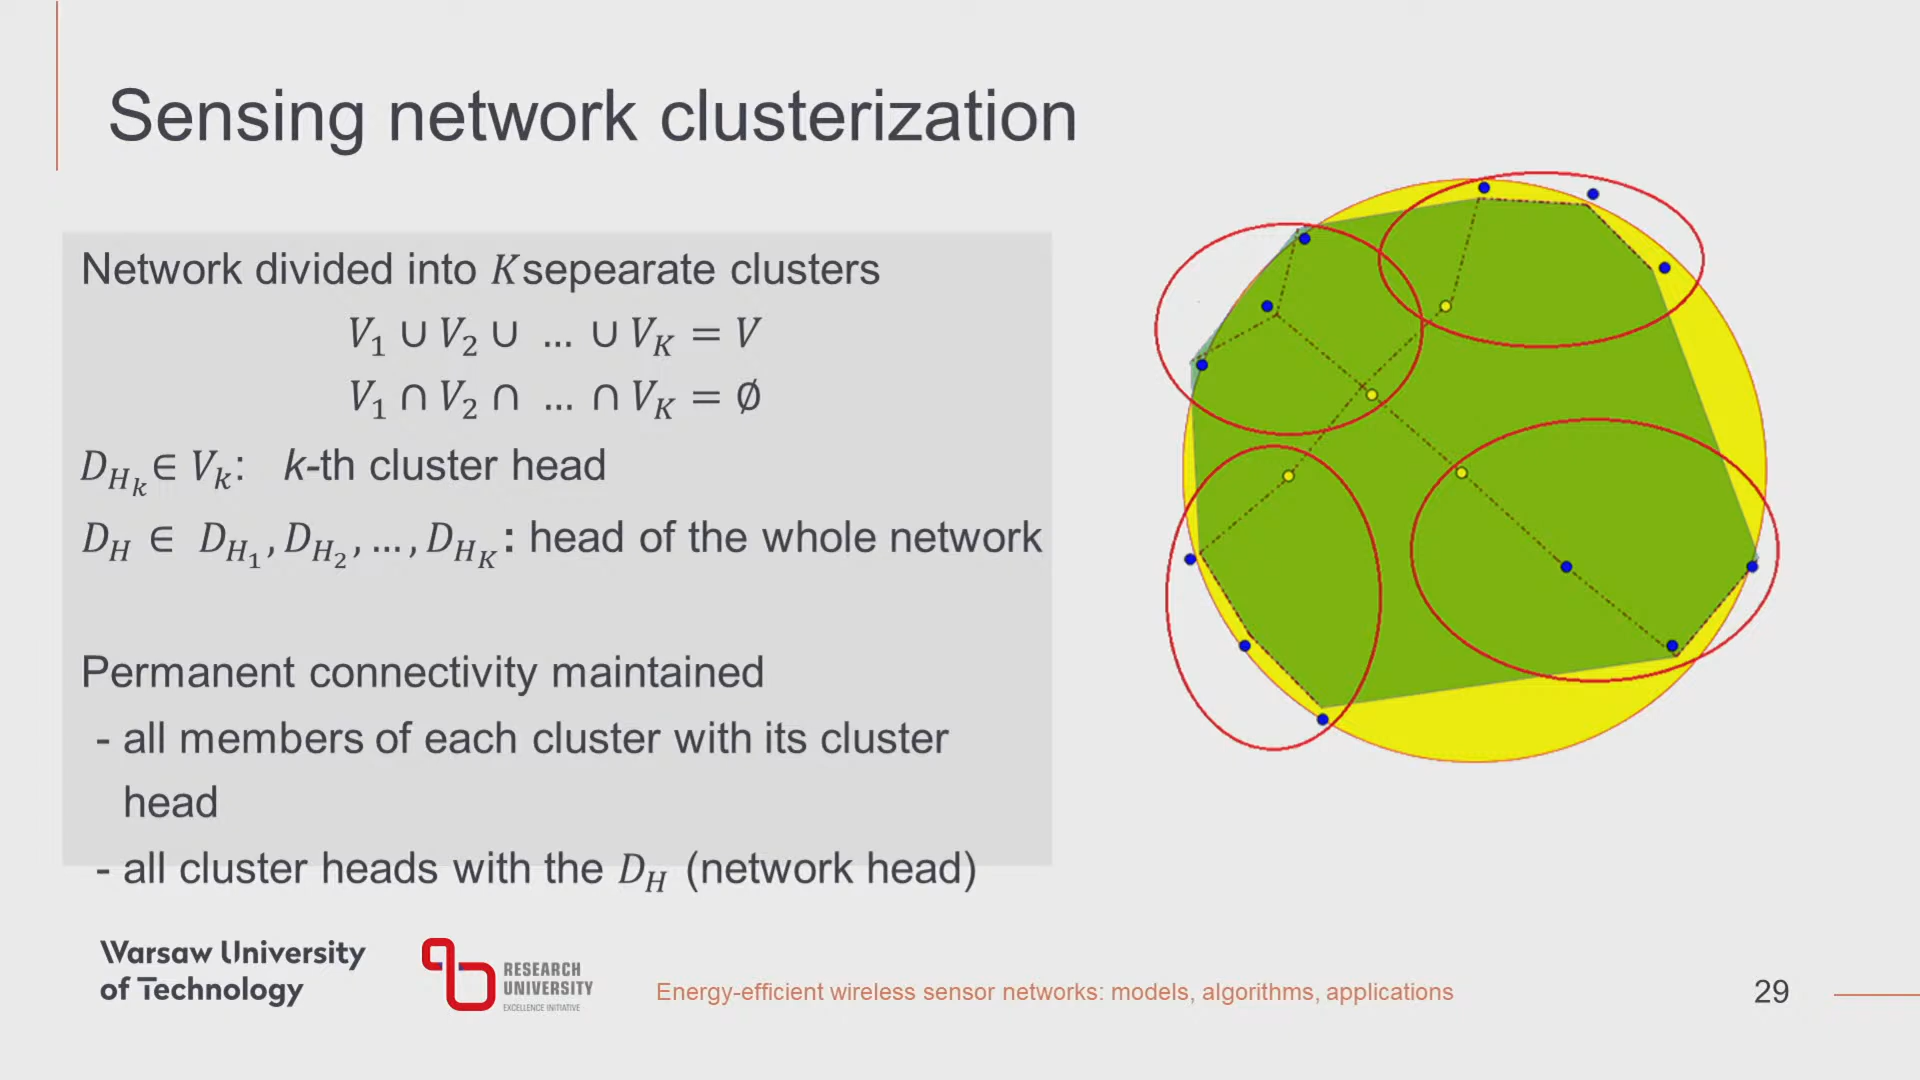 Sensing network clusterization
Network divided into K sepearate clusters
V₁ ∪ V₂ ∪ … ∪ V_K = V
V₁ ∩ V₂ ∩ … ∩ V_K = ∅
D_{H_k} ∈ V_k: k-th cluster head
D_H ∈ D_{H_1}, D_{H_2}, …, D_{H_K}: head of the whole network
Permanent connectivity maintained
- all members of each cluster with its cluster
head
- all cluster heads with the D_H (network head)
Warsaw University
of Technology
RESEARCH
UNIVERSITY
EXCELLENCE INITIATIVE
Energy-efficient wireless sensor networks: models, algorithms, applications
29